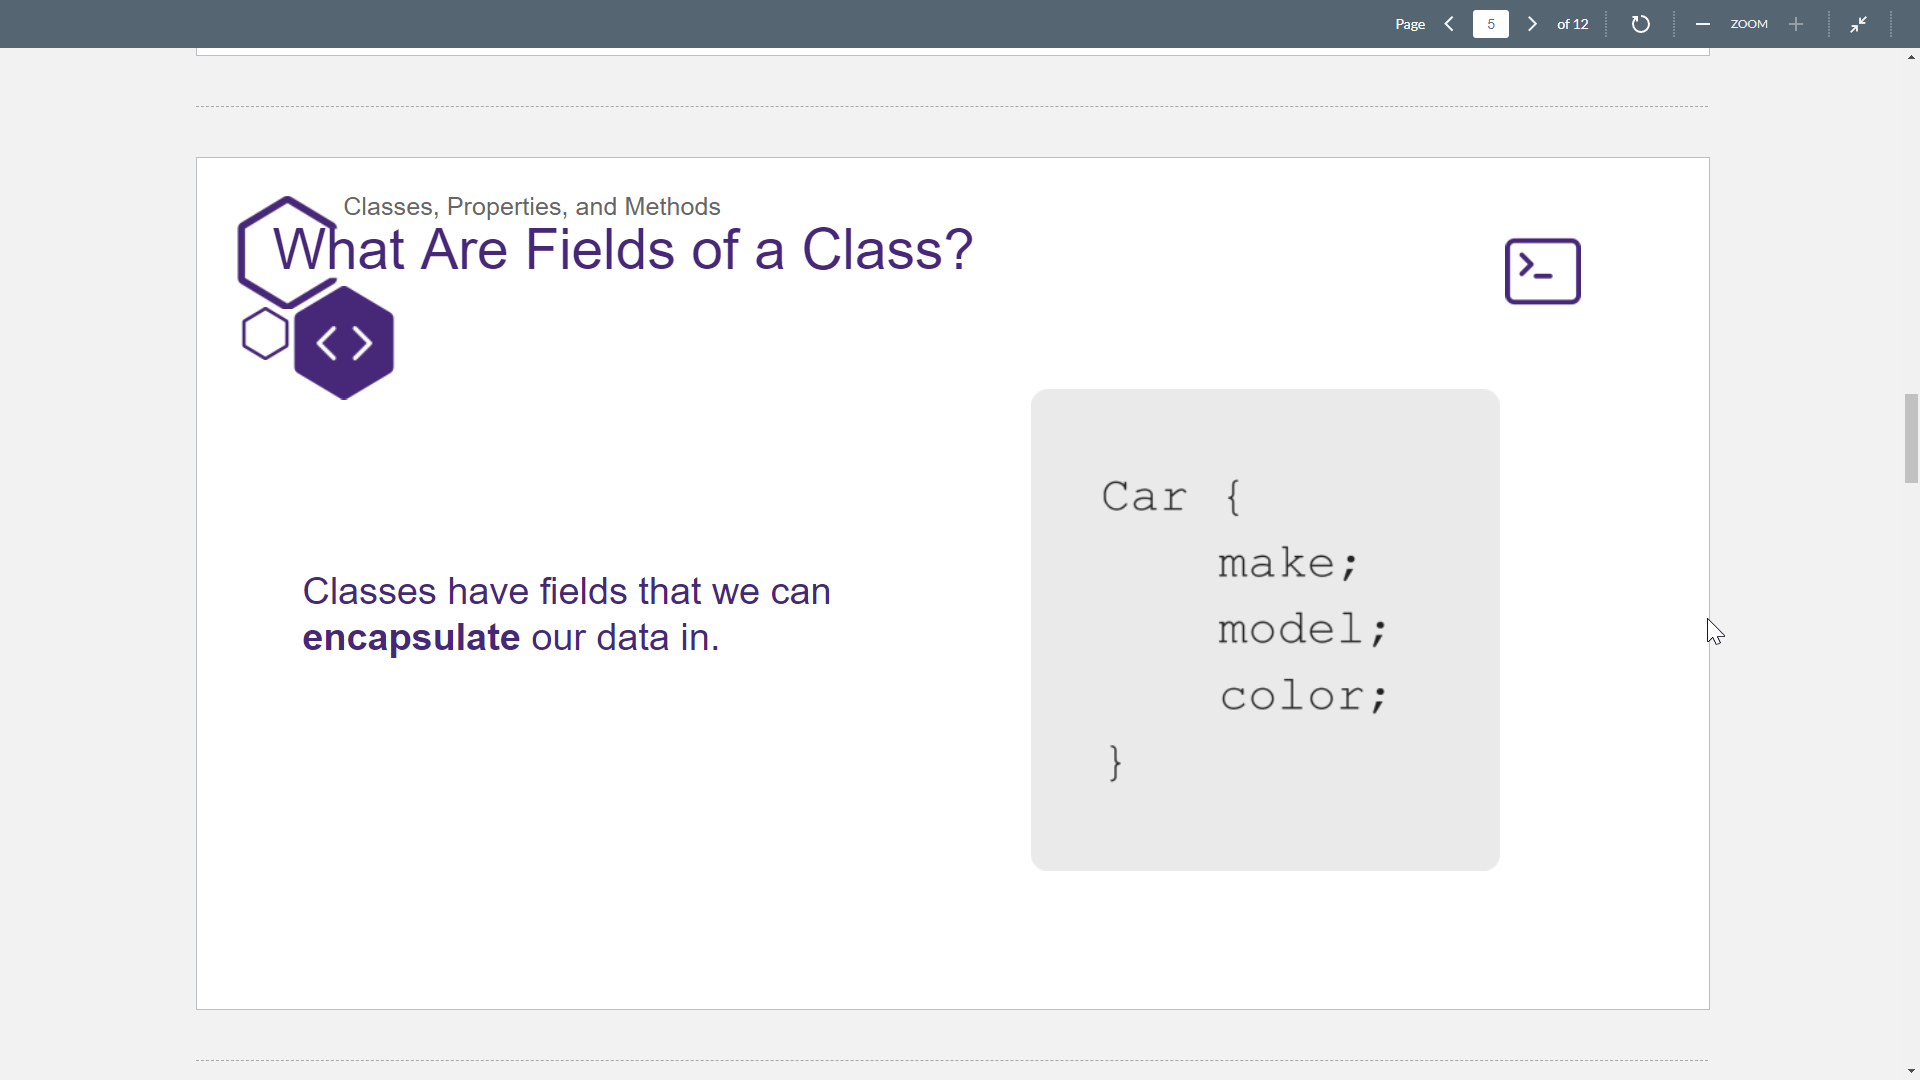 Page 5 of 12 ZOOM
Classes, Properties, and Methods
What Are Fields of a Class?
Classes have fields that we can
encapsulate our data in.
Car {
make;
model;
color;
}